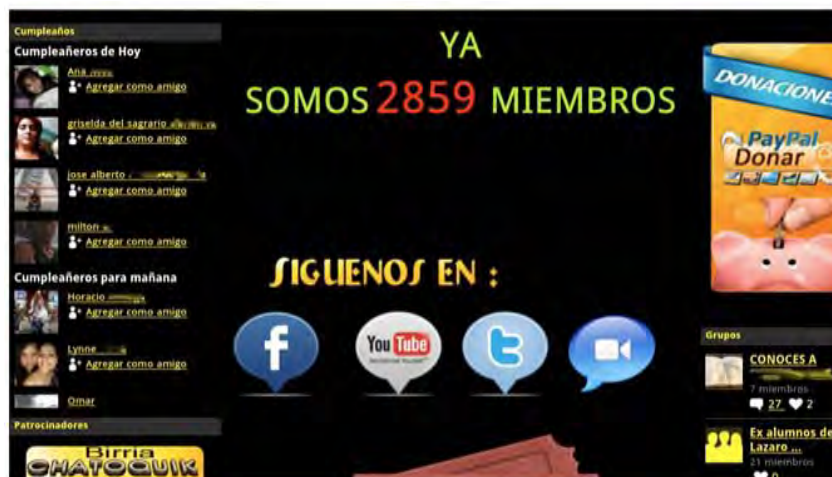 Cumpleaños
Cumpleañeros de Hoy
Ana
Agregar como amigo
griselda del sagrario
Agregar como amigo
jose alberto
Agregar como amigo
milton
Agregar como amigo
Cumpleañeros para mañana
Horacio
Agregar como amigo
Lynne
Agregar como amigo
Omar
Patrocinadores
Birria
CHATOQUIK
YA
SOMOS 2859 MIEMBROS
SIGUENOS EN :
f
You Tube
t
DONACIONE
PayPal
Donar
Grupos
CONOCES A
7 miembros
27 2
Ex alumnos de
Lazaro ...
21 miembros
0